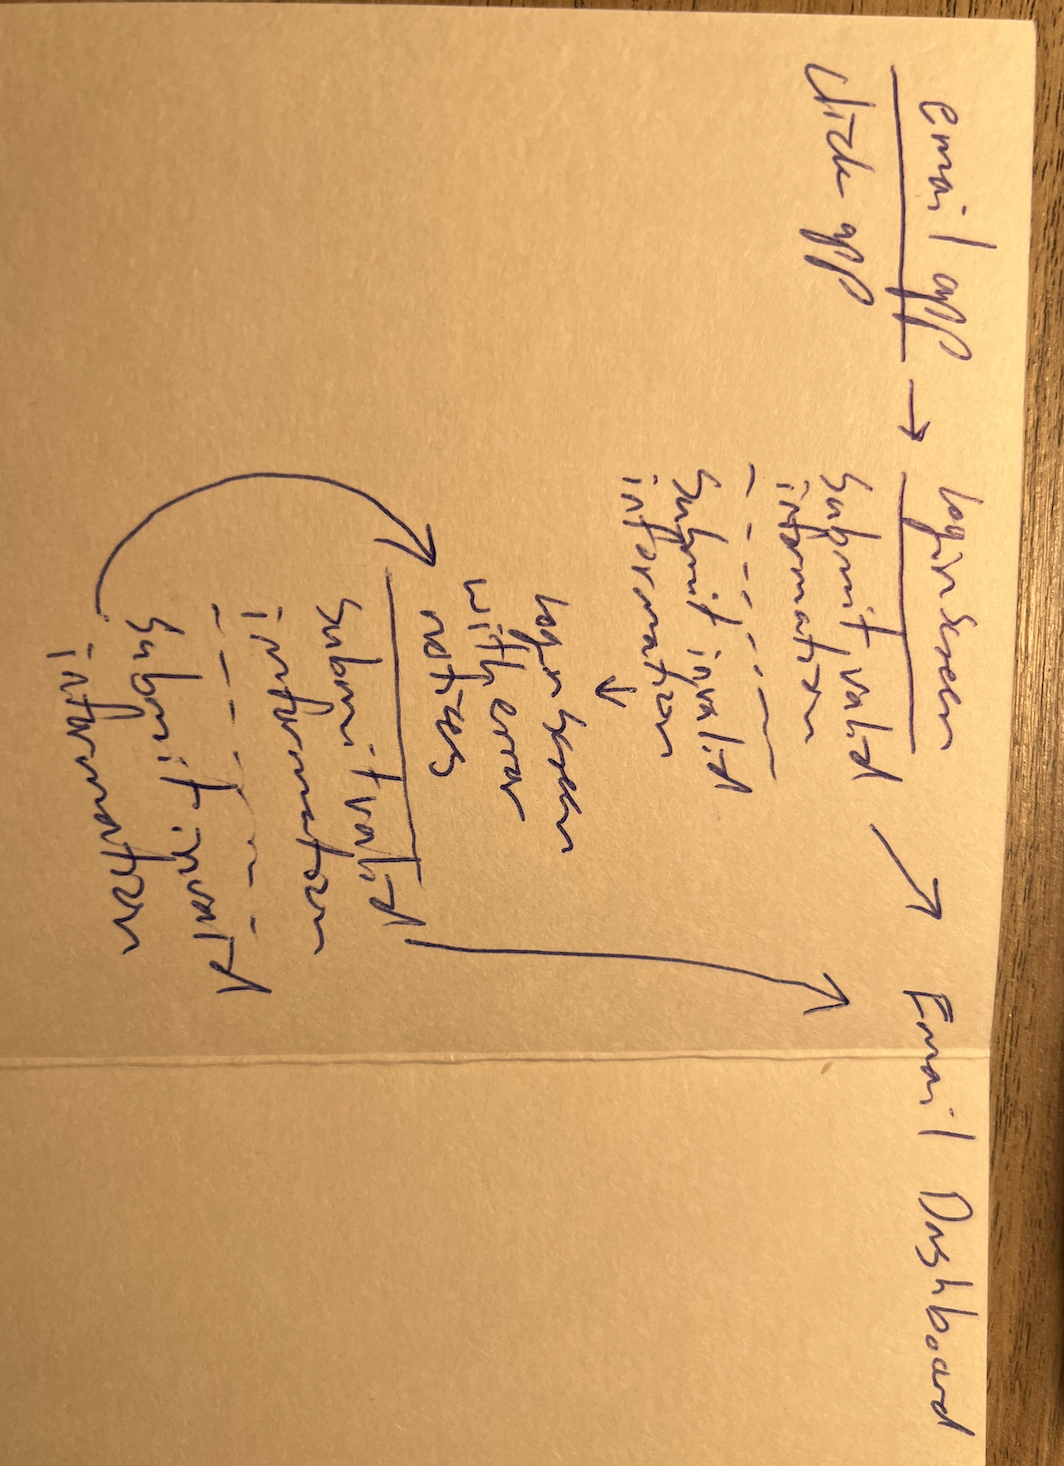 email app → login screen → Email Dashboard
click app
submit valid
information
submit invalid
information
↓
login screen
with error
notices
submit valid
information
submit invalid
information